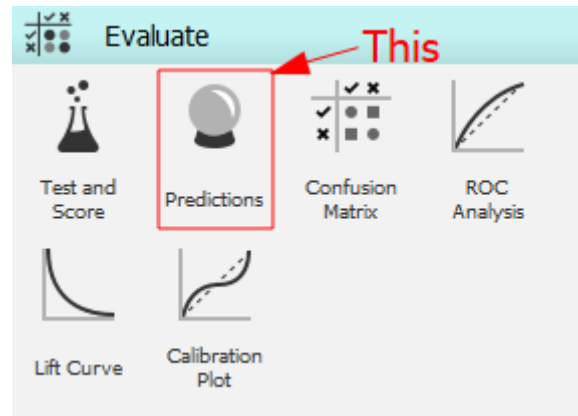 Evaluate
This
Test and
Score
Predictions
Confusion
Matrix
ROC
Analysis
Lift Curve
Calibration
Plot